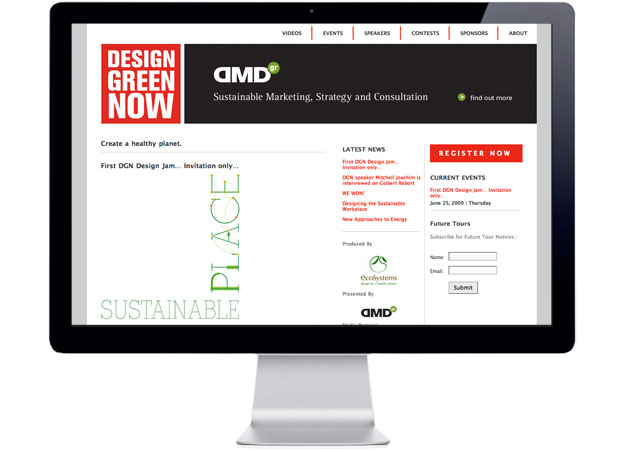 VIDEOS
EVENTS
SPEAKERS
CONTESTS
SPONSORS
ABOUT
DESIGN
GREEN
NOW
DMD gr
Sustainable Marketing, Strategy and Consultation
find out more
Create a healthy planet.
First DGN Design Jam... Invitation only...
PLACE
SUSTAINABLE
LATEST NEWS
First DGN Design Jam...
Invitation only...
DGN speaker Mitchell Joachim is
interviewed on Colbert Rebort
WE WON!
Designing the Sustainable
Workplace
New Approaches to Energy
Produced By
ecoSystems
design for a healthy planet
Presented By
DMD gr
REGISTER NOW
CURRENT EVENTS
First DGN Design Jam... Invitation
only...
June 25, 2009 | Thursday
Future Tours
Subscribe for Future Tour Notices :
Name:
Email:
Submit